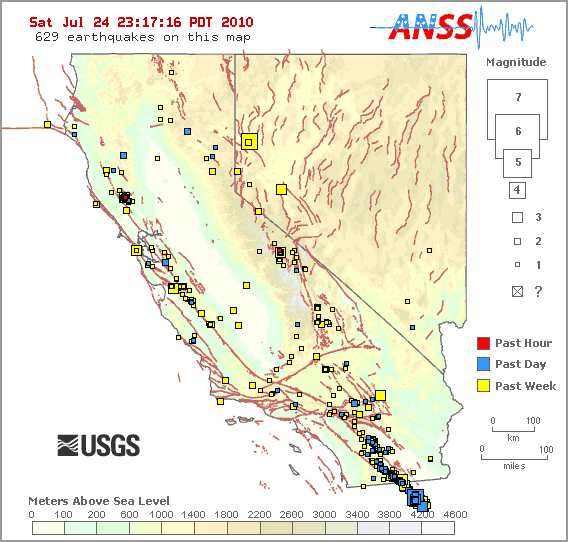 Sat Jul 24 23:17:16 PDT 2010
629 earthquakes on this map
ANSS
Magnitude
7
6
5
4
3
2
1
?
Past Hour
Past Day
Past Week
0 100
km
0 100
miles
USGS
Meters Above Sea Level
0 100 200 600 1000 1400 1800 2200 2600 3000 3400 3800 4200 4600